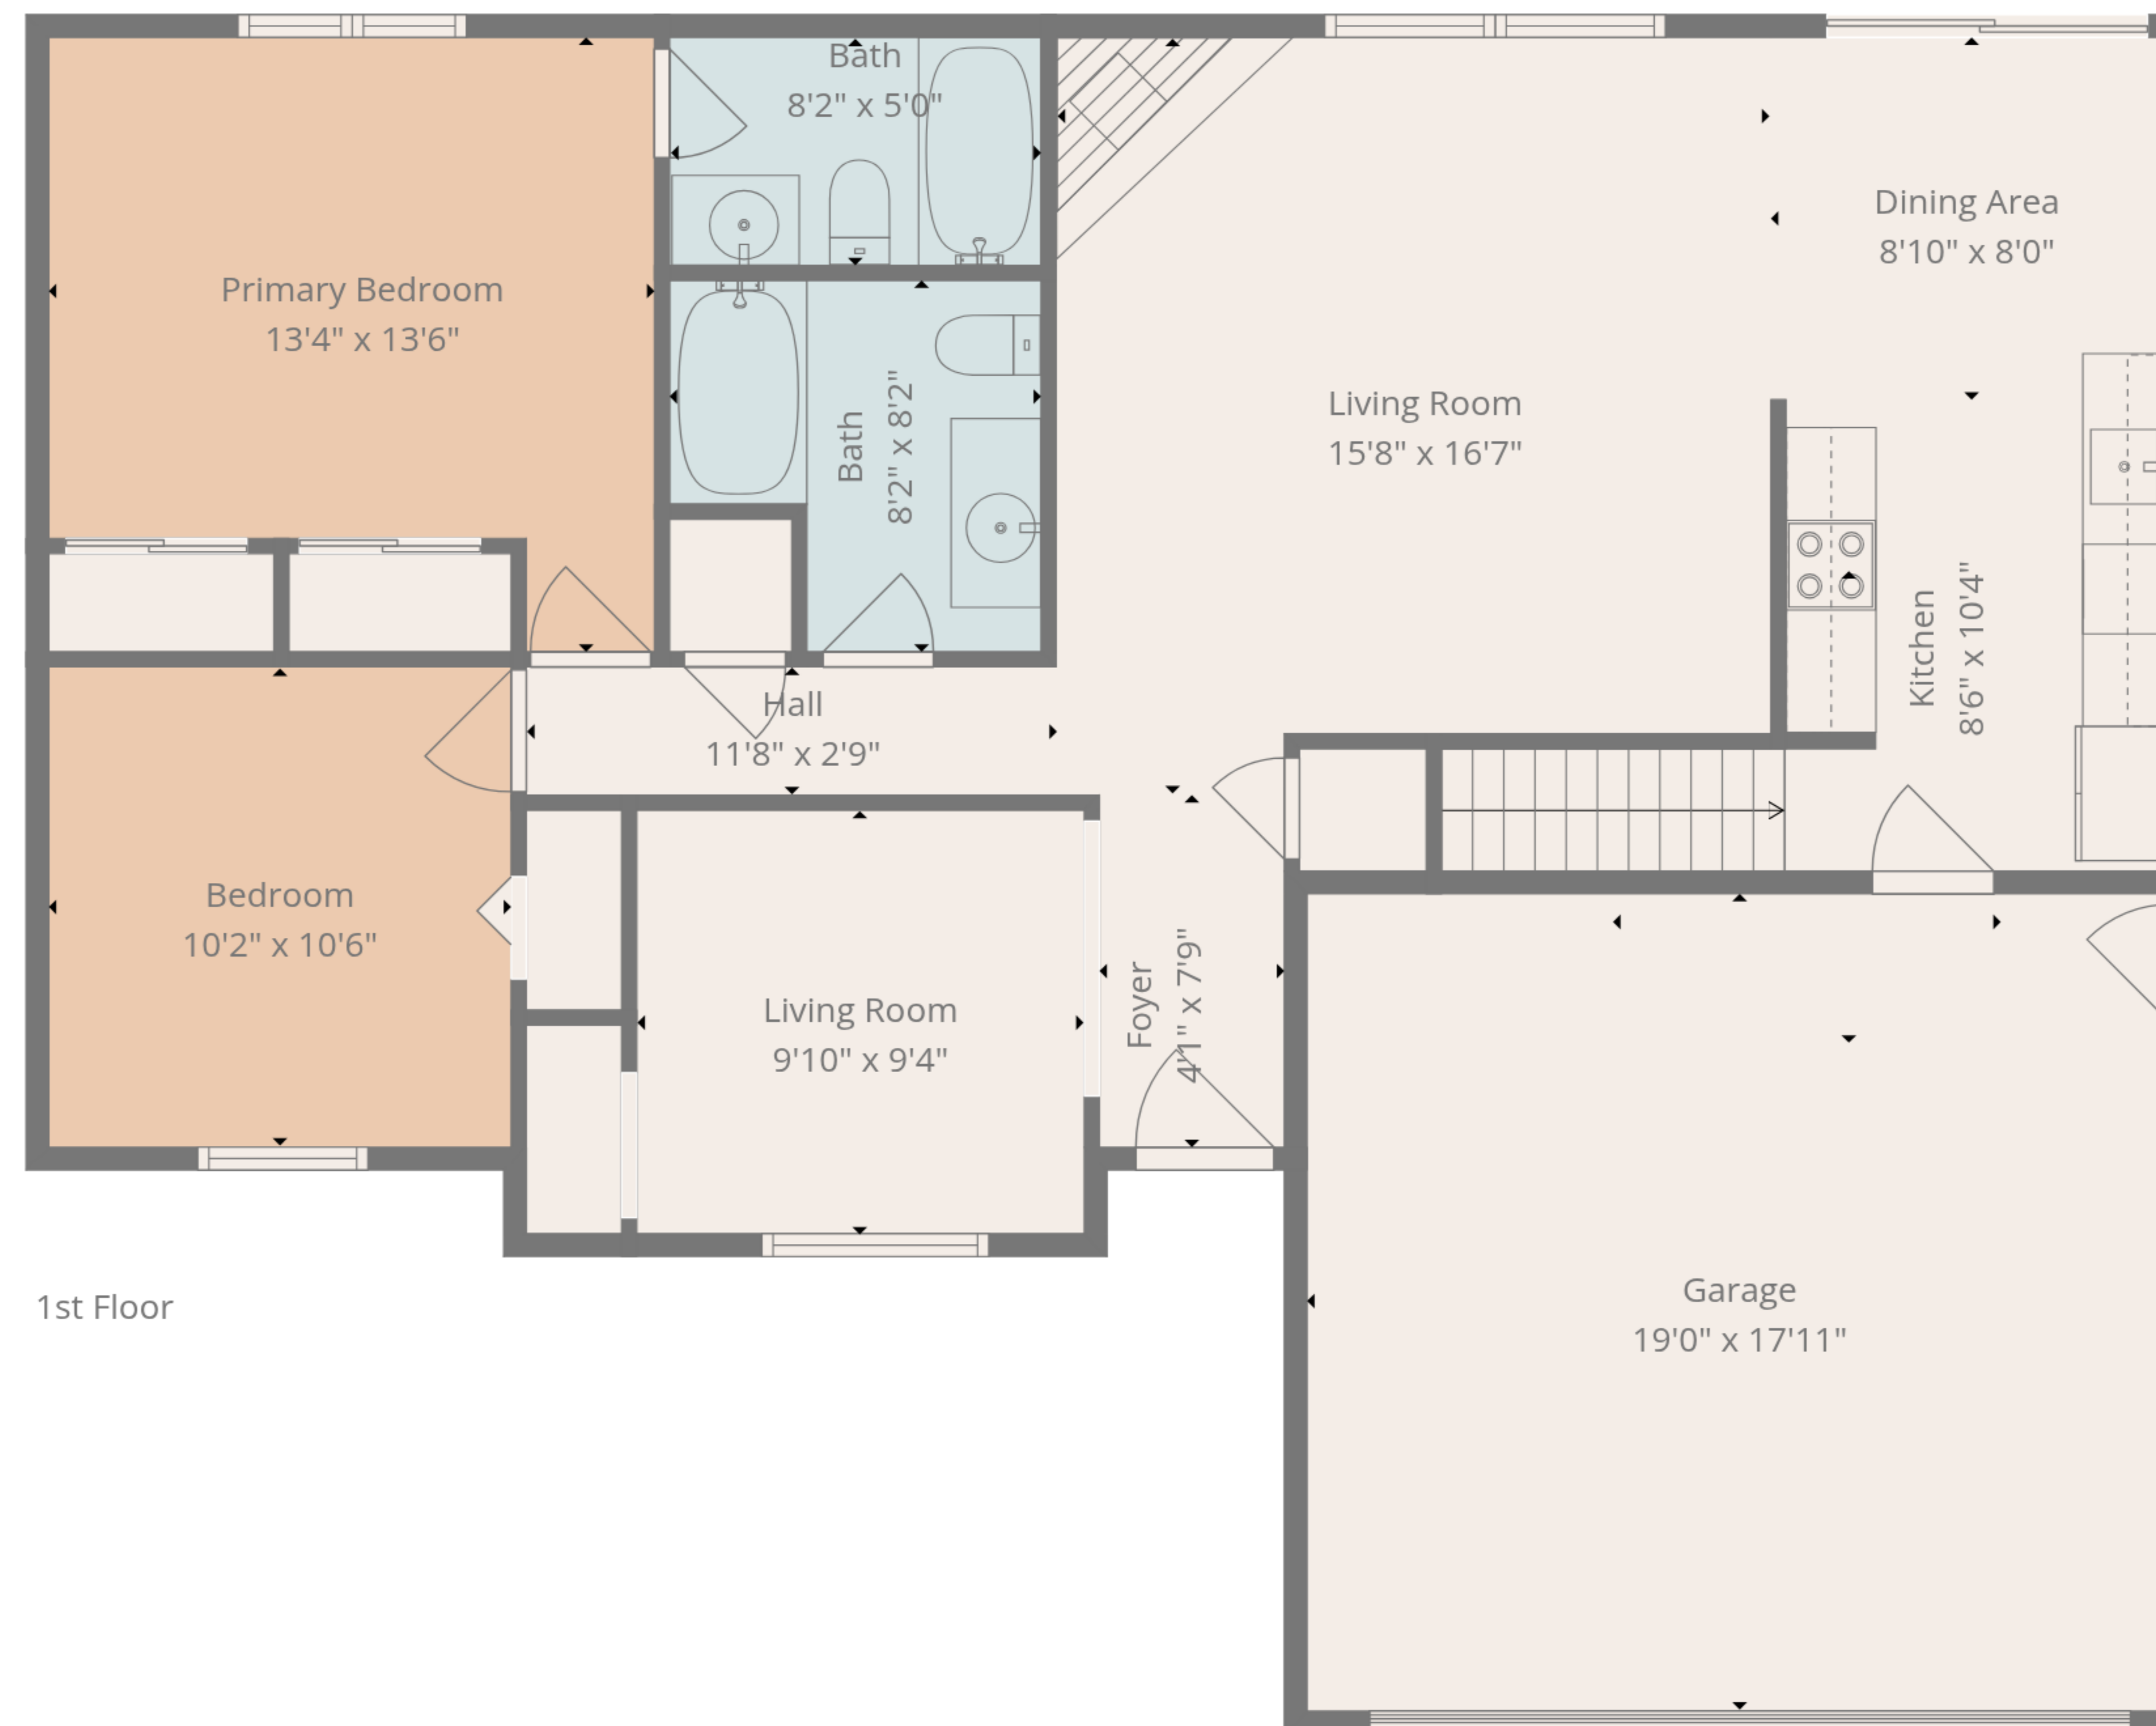 Bath
8'2" x 5'0"
Dining Area
8'10" x 8'0"
Primary Bedroom
13'4" x 13'6"
Living Room
15'8" x 16'7"
Bath
8'2" x 8'2"
Kitchen
8'6" x 10'4"
Hall
11'8" x 2'9"
Bedroom
10'2" x 10'6"
Living Room
9'10" x 9'4"
Foyer
4'1" x 7'9"
Garage
19'0" x 17'11"
1st Floor